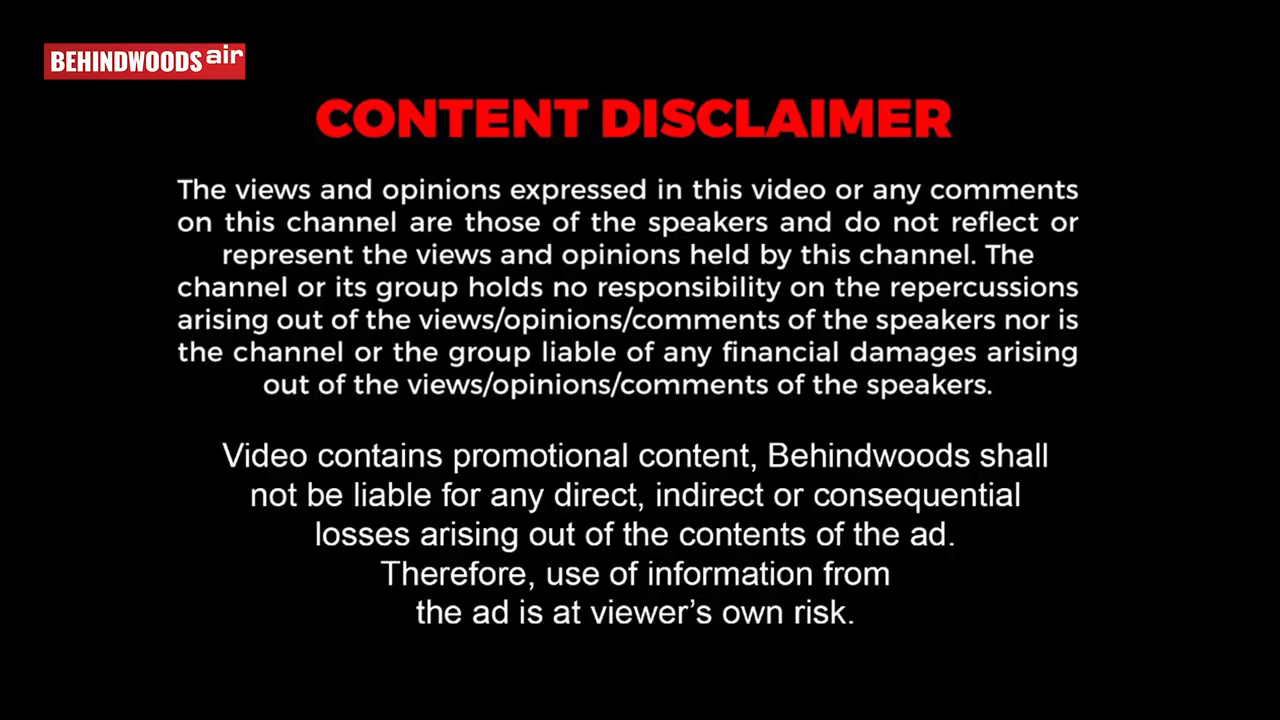 BEHINDWOODS air
CONTENT DISCLAIMER
The views and opinions expressed in this video or any comments
on this channel are those of the speakers and do not reflect or
represent the views and opinions held by this channel. The
channel or its group holds no responsibility on the repercussions
arising out of the views/opinions/comments of the speakers nor is
the channel or the group liable of any financial damages arising
out of the views/opinions/comments of the speakers.
Video contains promotional content, Behindwoods shall
not be liable for any direct, indirect or consequential
losses arising out of the contents of the ad.
Therefore, use of information from
the ad is at viewer’s own risk.